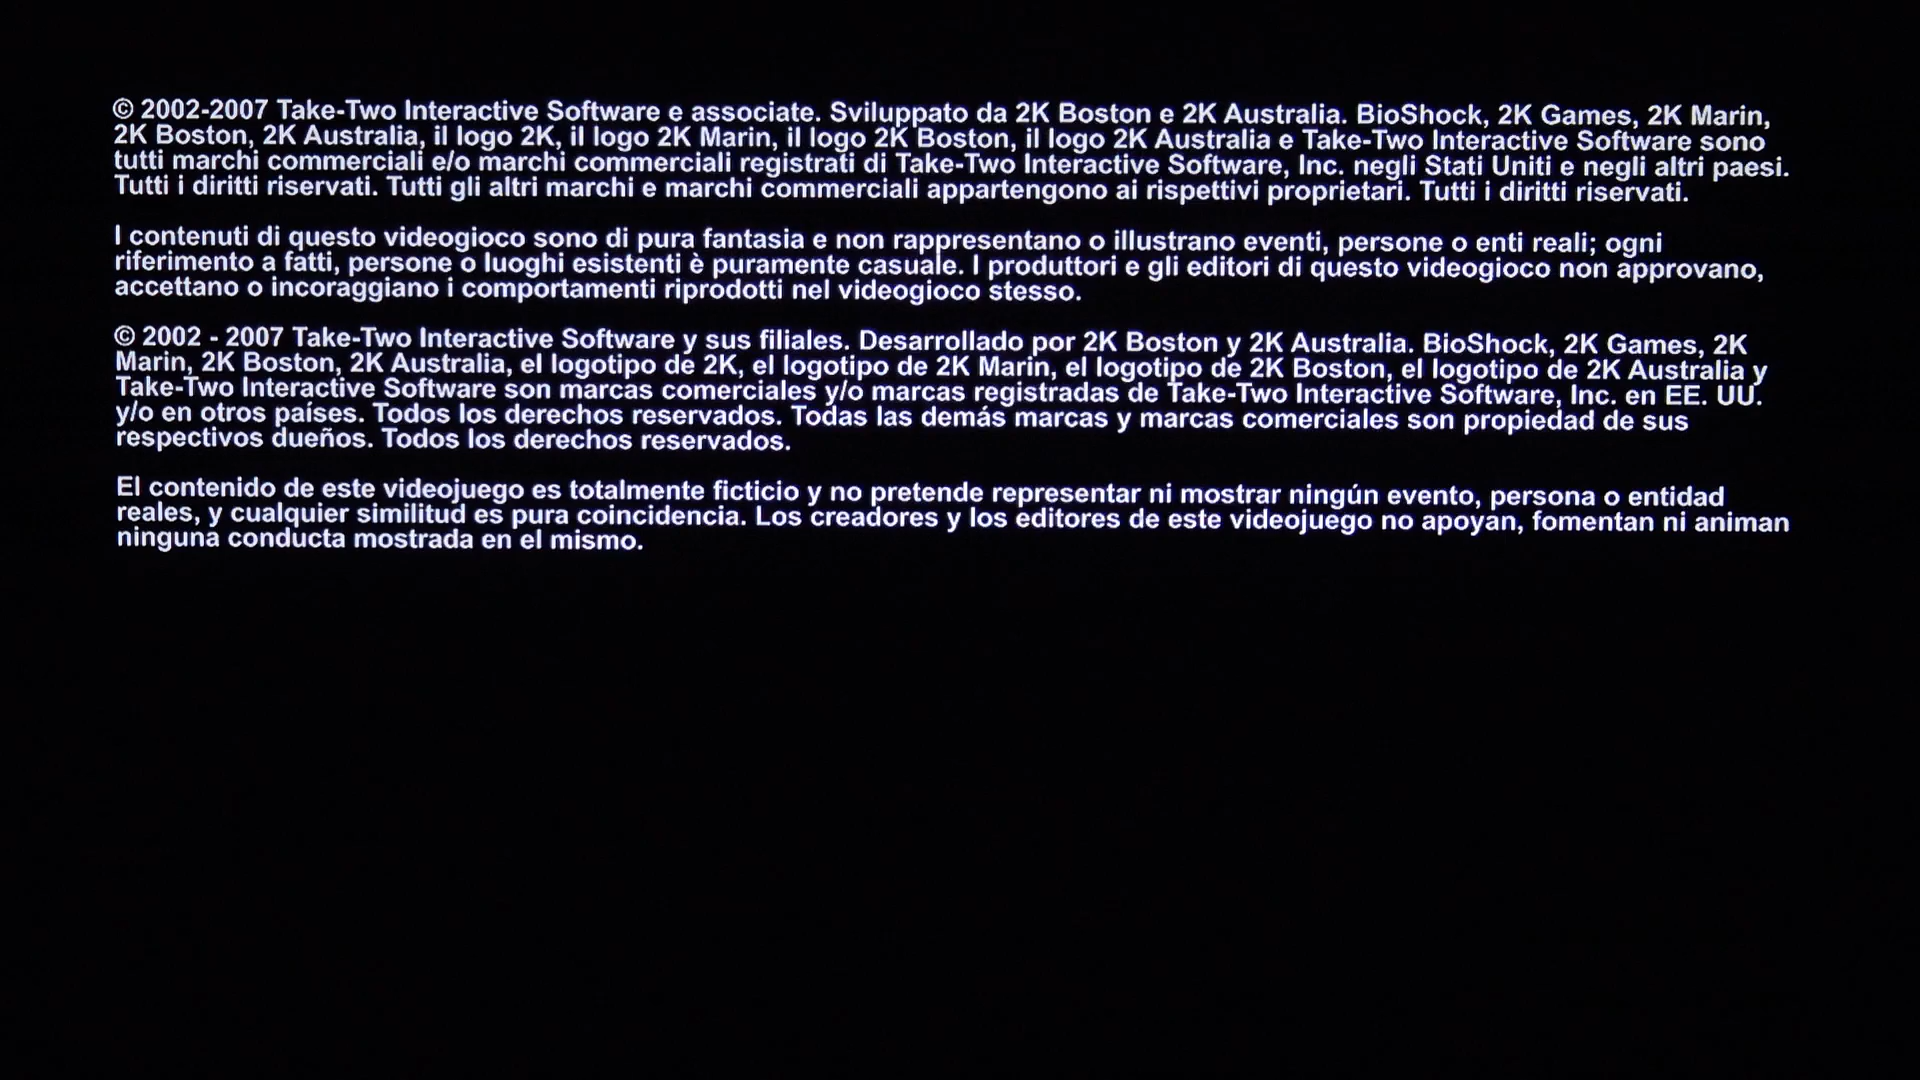 © 2002-2007 Take-Two Interactive Software e associate. Sviluppato da 2K Boston e 2K Australia. BioShock, 2K Games, 2K Marin,
2K Boston, 2K Australia, il logo 2K, il logo 2K Marin, il logo 2K Boston, il logo 2K Australia e Take-Two Interactive Software sono
tutti marchi commerciali e/o marchi commerciali registrati di Take-Two Interactive Software, Inc. negli Stati Uniti e negli altri paesi.
Tutti i diritti riservati. Tutti gli altri marchi e marchi commerciali appartengono ai rispettivi proprietari. Tutti i diritti riservati.
I contenuti di questo videogioco sono di pura fantasia e non rappresentano o illustrano eventi, persone o enti reali; ogni
riferimento a fatti, persone o luoghi esistenti è puramente casuale. I produttori e gli editori di questo videogioco non approvano,
accettano o incoraggiano i comportamenti riprodotti nel videogioco stesso.
© 2002 - 2007 Take-Two Interactive Software y sus filiales. Desarrollado por 2K Boston y 2K Australia. BioShock, 2K Games, 2K
Marin, 2K Boston, 2K Australia, el logotipo de 2K, el logotipo de 2K Marin, el logotipo de 2K Boston, el logotipo de 2K Australia y
Take-Two Interactive Software son marcas comerciales y/o marcas registradas de Take-Two Interactive Software, Inc. en EE. UU.
y/o en otros países. Todos los derechos reservados. Todas las demás marcas y marcas comerciales son propiedad de sus
respectivos dueños. Todos los derechos reservados.
El contenido de este videojuego es totalmente ficticio y no pretende representar ni mostrar ningún evento, persona o entidad
reales, y cualquier similitud es pura coincidencia. Los creadores y los editores de este videojuego no apoyan, fomentan ni animan
ninguna conducta mostrada en el mismo.